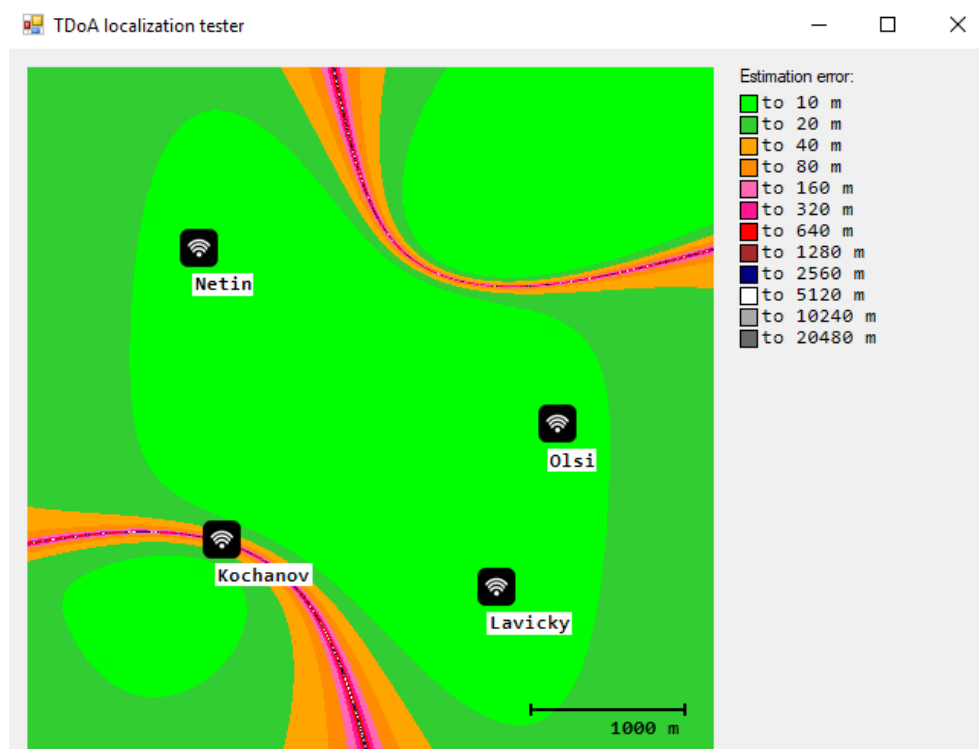 TDoA localization tester
Estimation error:
to 10 m
to 20 m
to 40 m
to 80 m
to 160 m
to 320 m
to 640 m
to 1280 m
to 2560 m
to 5120 m
to 10240 m
to 20480 m
Netin
Olsi
Kochanov
Lavicky
1000 m